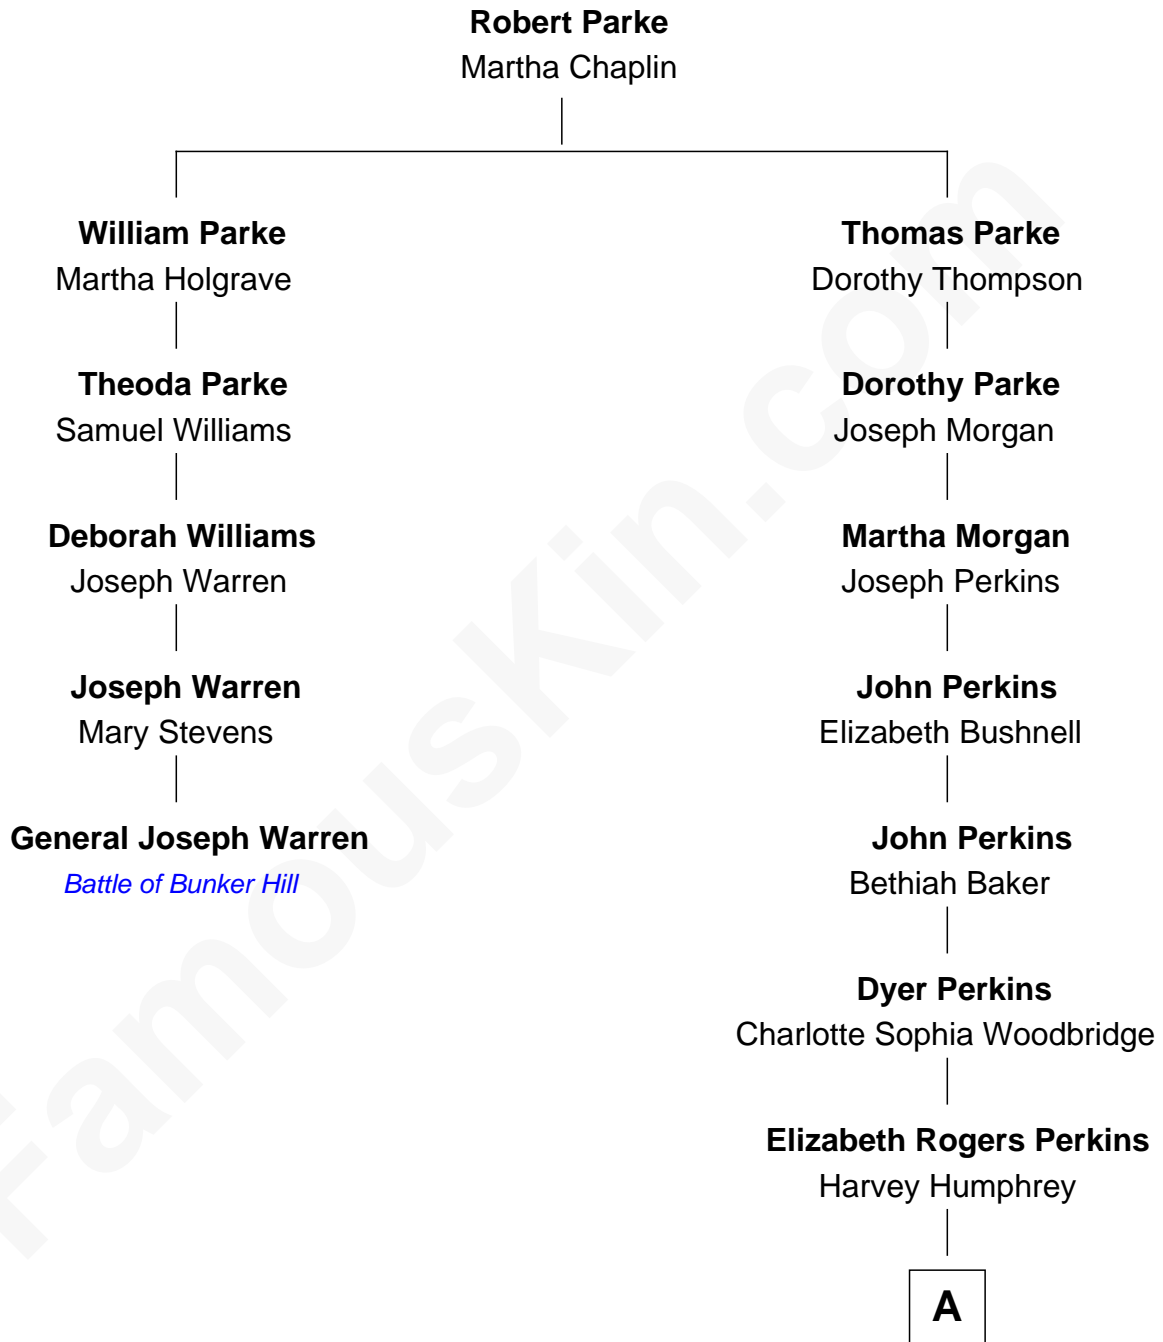 Robert Parke
Martha Chaplin
William Parke
Martha Holgrave
Thomas Parke
Dorothy Thompson
Theoda Parke
Samuel Williams
Dorothy Parke
Joseph Morgan
Deborah Williams
Joseph Warren
Martha Morgan
Joseph Perkins
Joseph Warren
Mary Stevens
John Perkins
Elizabeth Bushnell
General Joseph Warren
Battle of Bunker Hill
John Perkins
Bethiah Baker
Dyer Perkins
Charlotte Sophia Woodbridge
Elizabeth Rogers Perkins
Harvey Humphrey
A
FamousKin.com